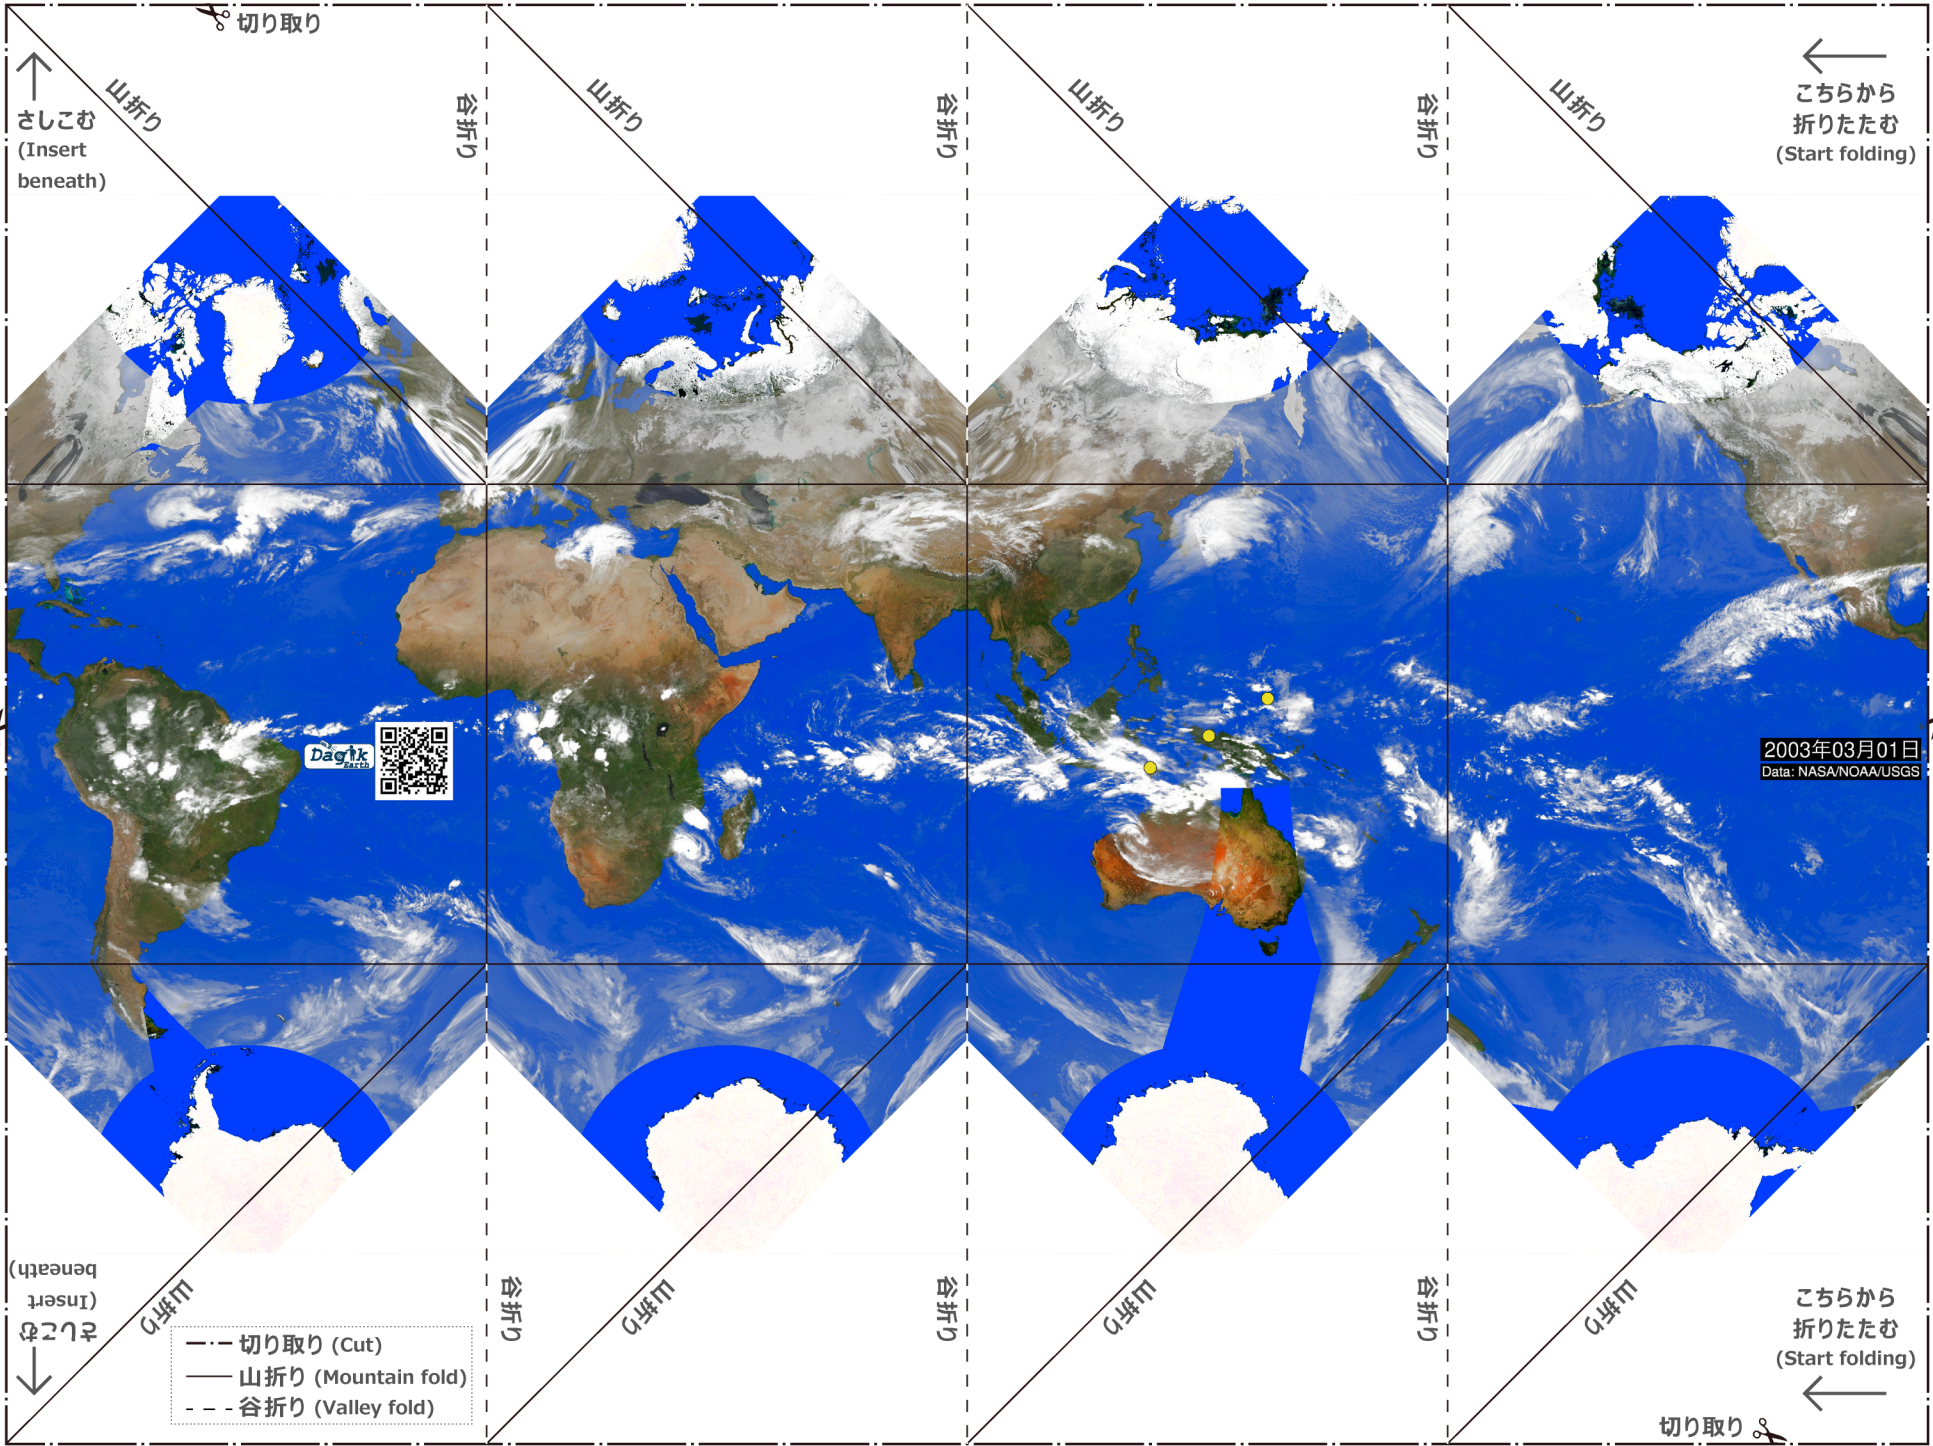 切り取り
さしこむ
(Insert
beneath)
山折り
谷折り
山折り
谷折り
山折り
谷折り
山折り
こちらから
折りたたむ
(Start folding)
Dagik
Earth
2003年03月01日
Data: NASA/NOAA/USGS
さしこむ
(Insert
beneath)
山折り
谷折り
山折り
谷折り
山折り
谷折り
山折り
こちらから
折りたたむ
(Start folding)
切り取り (Cut)
山折り (Mountain fold)
谷折り (Valley fold)
切り取り